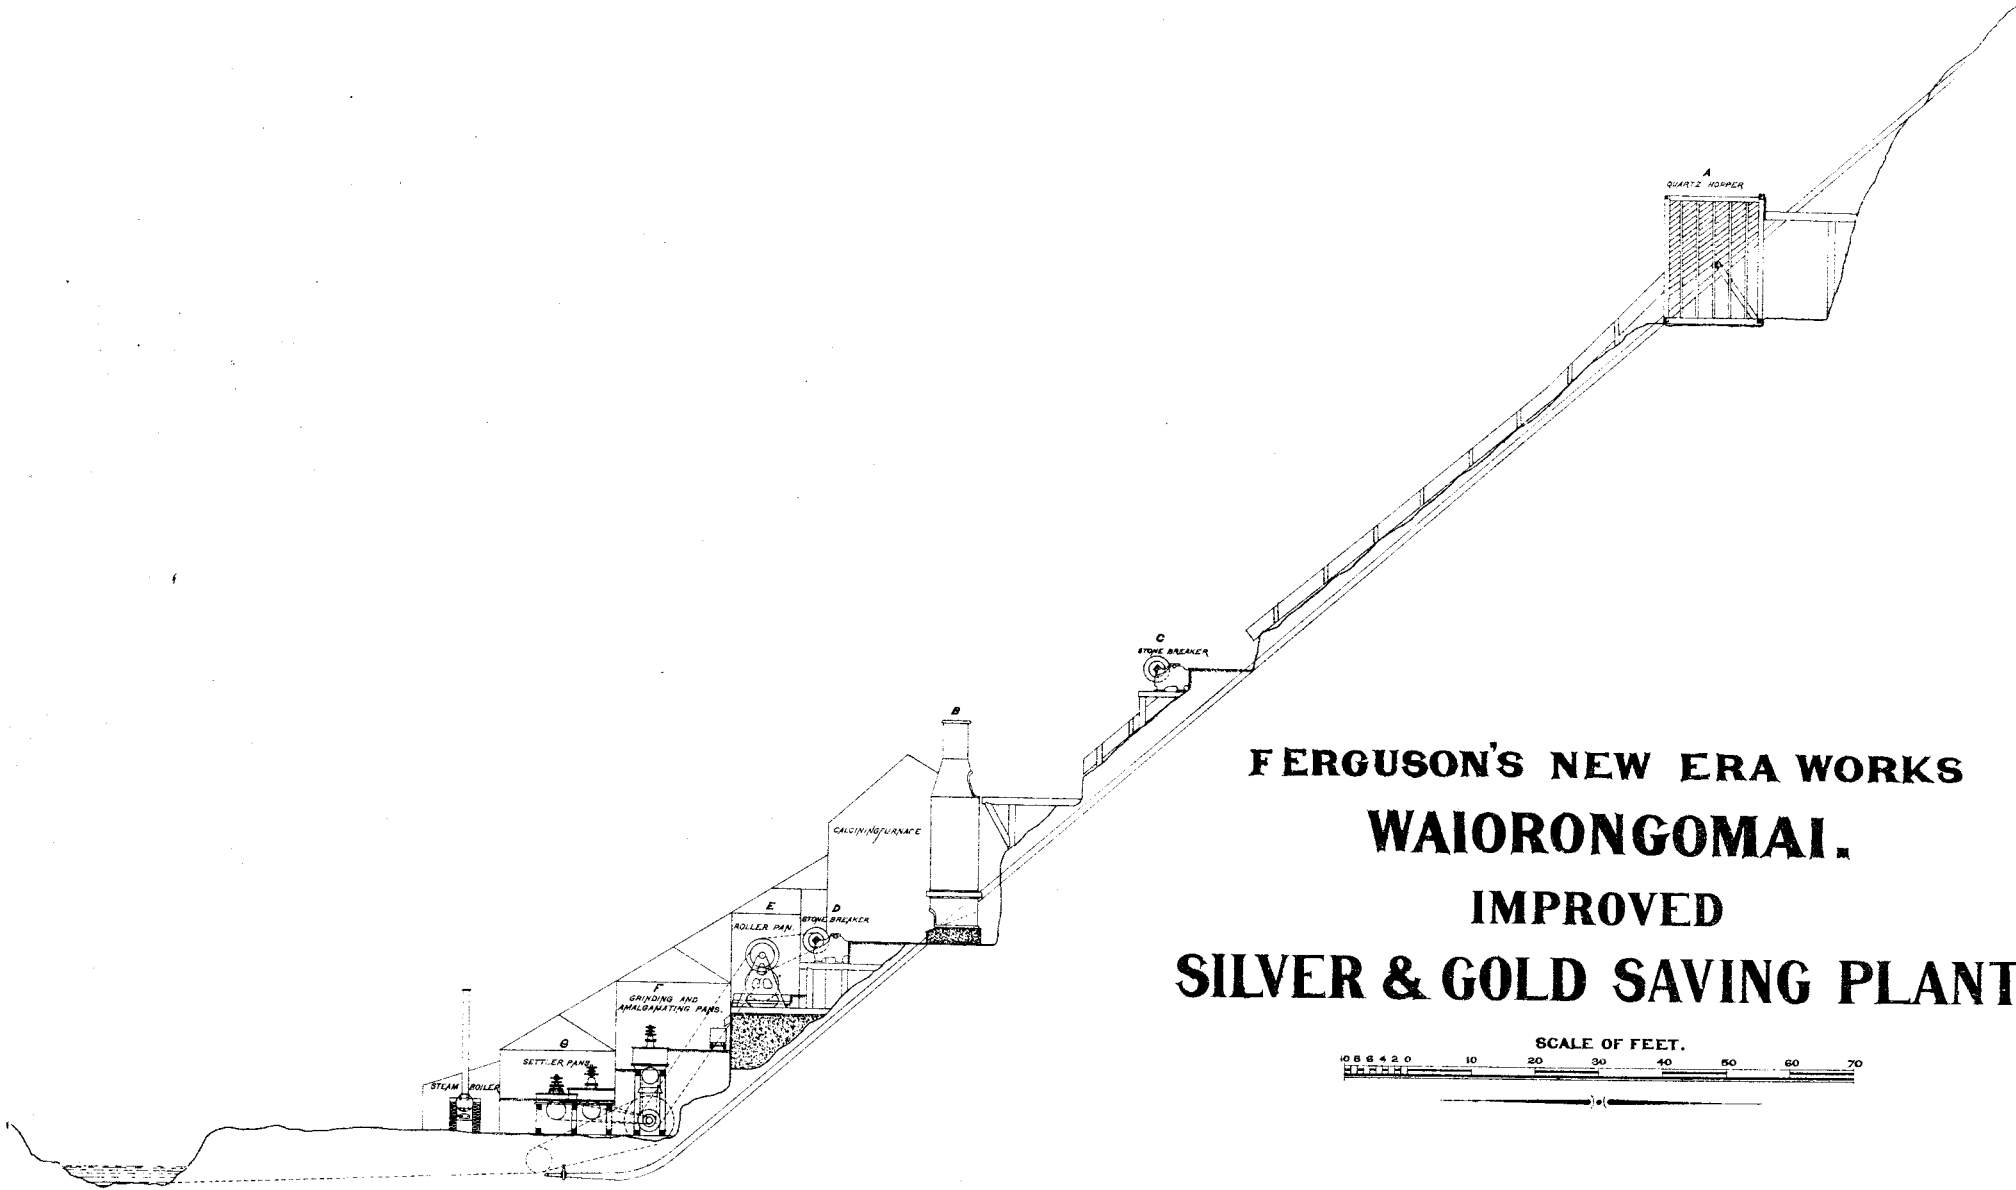 A
QUARTZ HOPPER
C
STONE BREAKER
B
CALCINING FURNACE
E
ROLLER PAN.
D
STONE BREAKER
F
GRINDING AND
AMALGAMATING PANS.
G
SETTLER PANS
STEAM BOILER
FERGUSON'S NEW ERA WORKS
WAIORONGOMAI.
IMPROVED
SILVER & GOLD SAVING PLANT
SCALE OF FEET.
10 8 6 4 2 0 10 20 30 40 50 60 70